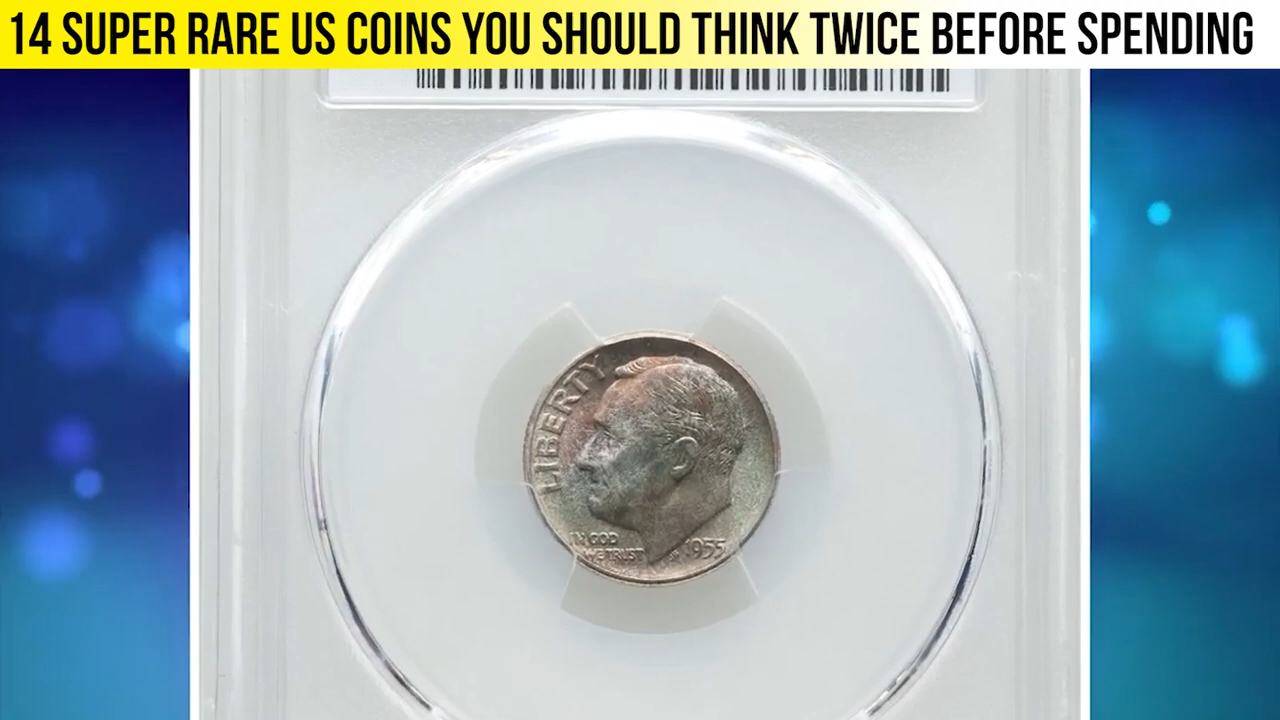 14 SUPER RARE US COINS YOU SHOULD THINK TWICE BEFORE SPENDING
LIBERTY
IN GOD
WE TRUST
1955